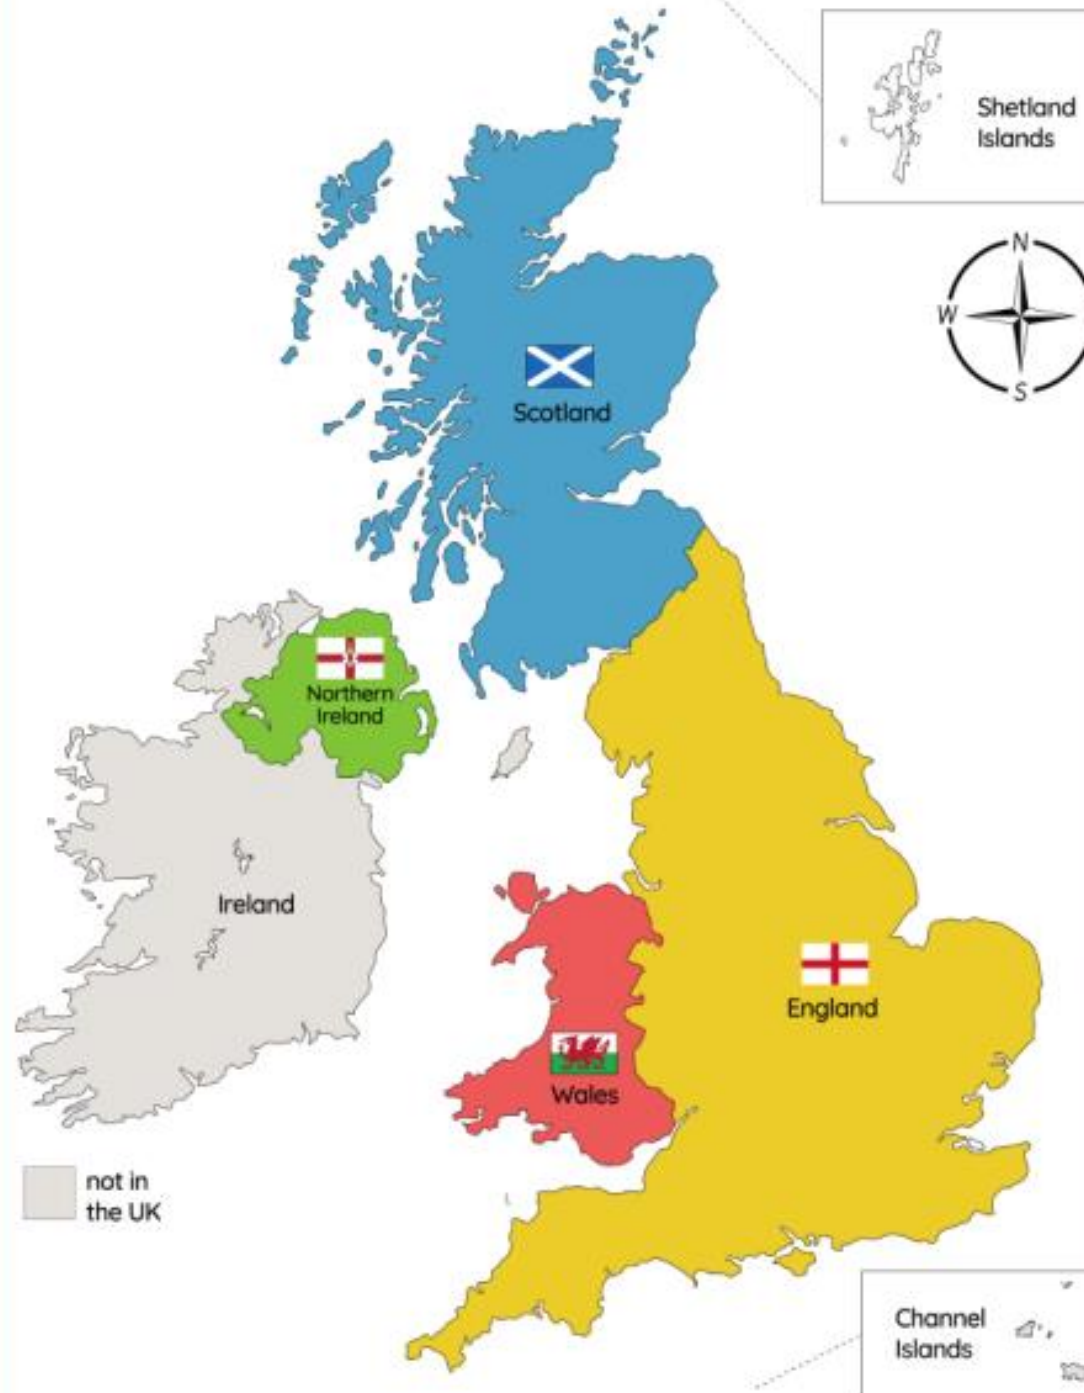 Shetland
Islands
N
W
S
Scotland
Northern
Ireland
Ireland
England
Wales
not in
the UK
Channel
Islands